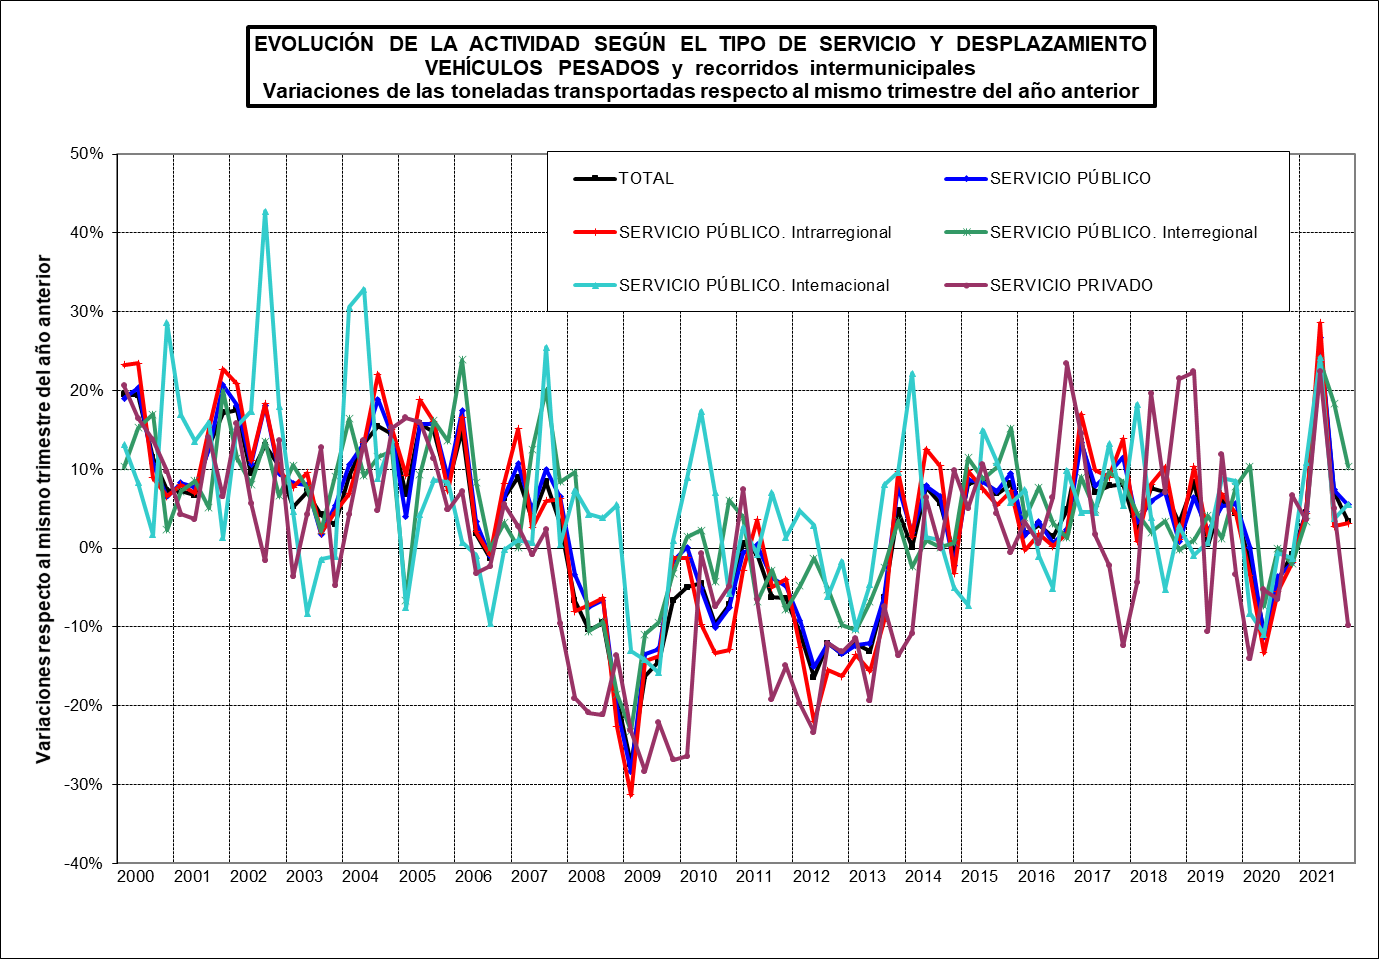 EVOLUCIÓN DE LA ACTIVIDAD SEGÚN EL TIPO DE SERVICIO Y DESPLAZAMIENTO
VEHÍCULOS PESADOS y recorridos intermunicipales
Variaciones de las toneladas transportadas respecto al mismo trimestre del año anterior
TOTAL
SERVICIO PÚBLICO
SERVICIO PÚBLICO. Intrarregional
SERVICIO PÚBLICO. Interregional
SERVICIO PÚBLICO. Internacional
SERVICIO PRIVADO
Variaciones respecto al mismo trimestre del año anterior
50%
40%
30%
20%
10%
0%
-10%
-20%
-30%
-40%
2000 2001 2002 2003 2004 2005 2006 2007 2008 2009 2010 2011 2012 2013 2014 2015 2016 2017 2018 2019 2020 2021